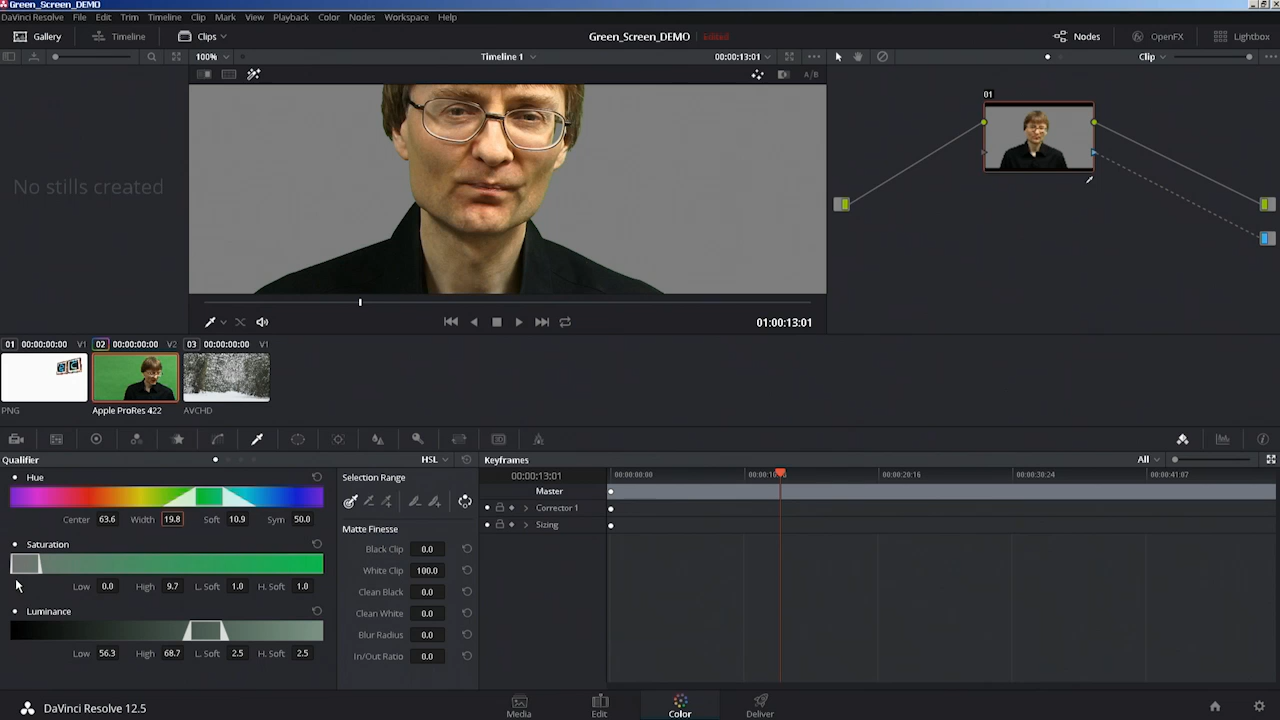 Green_Screen_DEMO
DaVinci Resolve File Edit Trim Timeline Clip Mark View Playback Color Nodes Workspace Help
Gallery Timeline Clips Green_Screen_DEMO Edited Nodes OpenFX Lightbox
100% Timeline 1 00:00:13:01 Clip
A/B
01
No stills created
01:00:13:01
01 00:00:00:00 V1 02 00:00:00:00 V2 03 00:00:00:00 V1
PNG Apple ProRes 422 AVCHD
3D
Qualifier HSL Keyframes All
Hue Selection Range 00:00:13:01 00:00:00:00 00:00:20:16 00:00:30:24 00:00:41:07
Master
Center 63.6 Width 19.8 Soft 10.9 Sym 50.0 Corrector 1
Matte Finesse Sizing
Saturation Black Clip 0.0
White Clip 100.0
Low 0.0 High 9.7 L. Soft 1.0 H. Soft 1.0 Clean Black 0.0
Luminance Clean White 0.0
Blur Radius 0.0
Low 56.3 High 68.7 L. Soft 2.5 H. Soft 2.5 In/Out Ratio 0.0
DaVinci Resolve 12.5 Media Edit Color Deliver